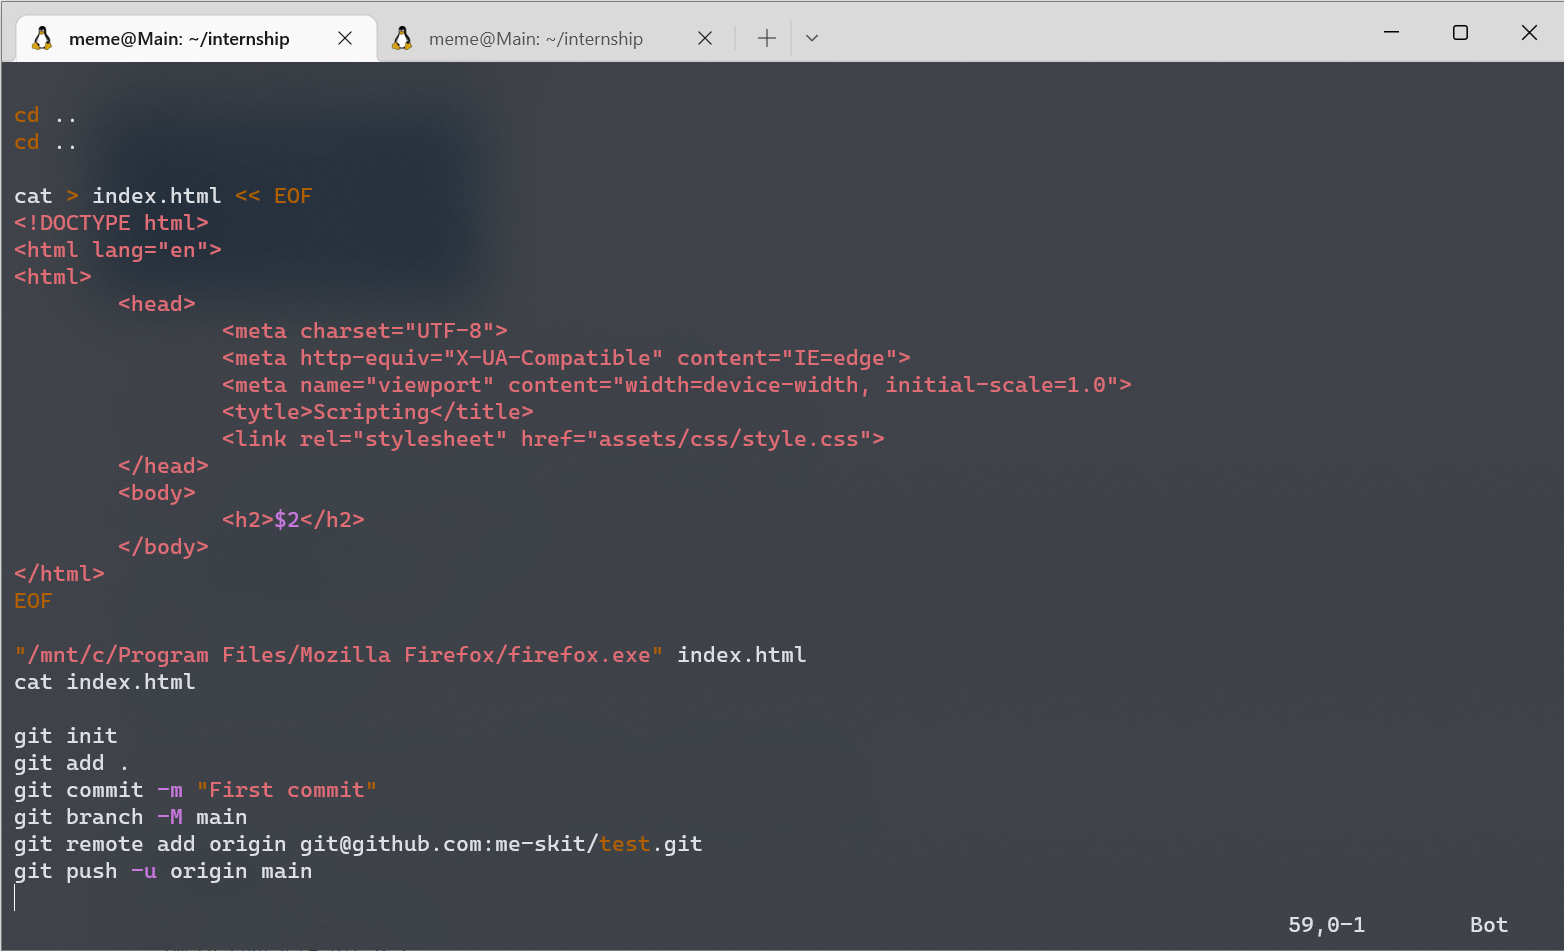 meme@Main: ~/internship
meme@Main: ~/internship
cd ..
cd ..
cat > index.html << EOF
<!DOCTYPE html>
<html lang="en">
<html>
<head>
<meta charset="UTF-8">
<meta http-equiv="X-UA-Compatible" content="IE=edge">
<meta name="viewport" content="width=device-width, initial-scale=1.0">
<tytle>Scripting</title>
<link rel="stylesheet" href="assets/css/style.css">
</head>
<body>
<h2>$2</h2>
</body>
</html>
EOF
"/mnt/c/Program Files/Mozilla Firefox/firefox.exe" index.html
cat index.html
git init
git add .
git commit -m "First commit"
git branch -M main
git remote add origin git@github.com:me-skit/test.git
git push -u origin main
59,0-1 Bot